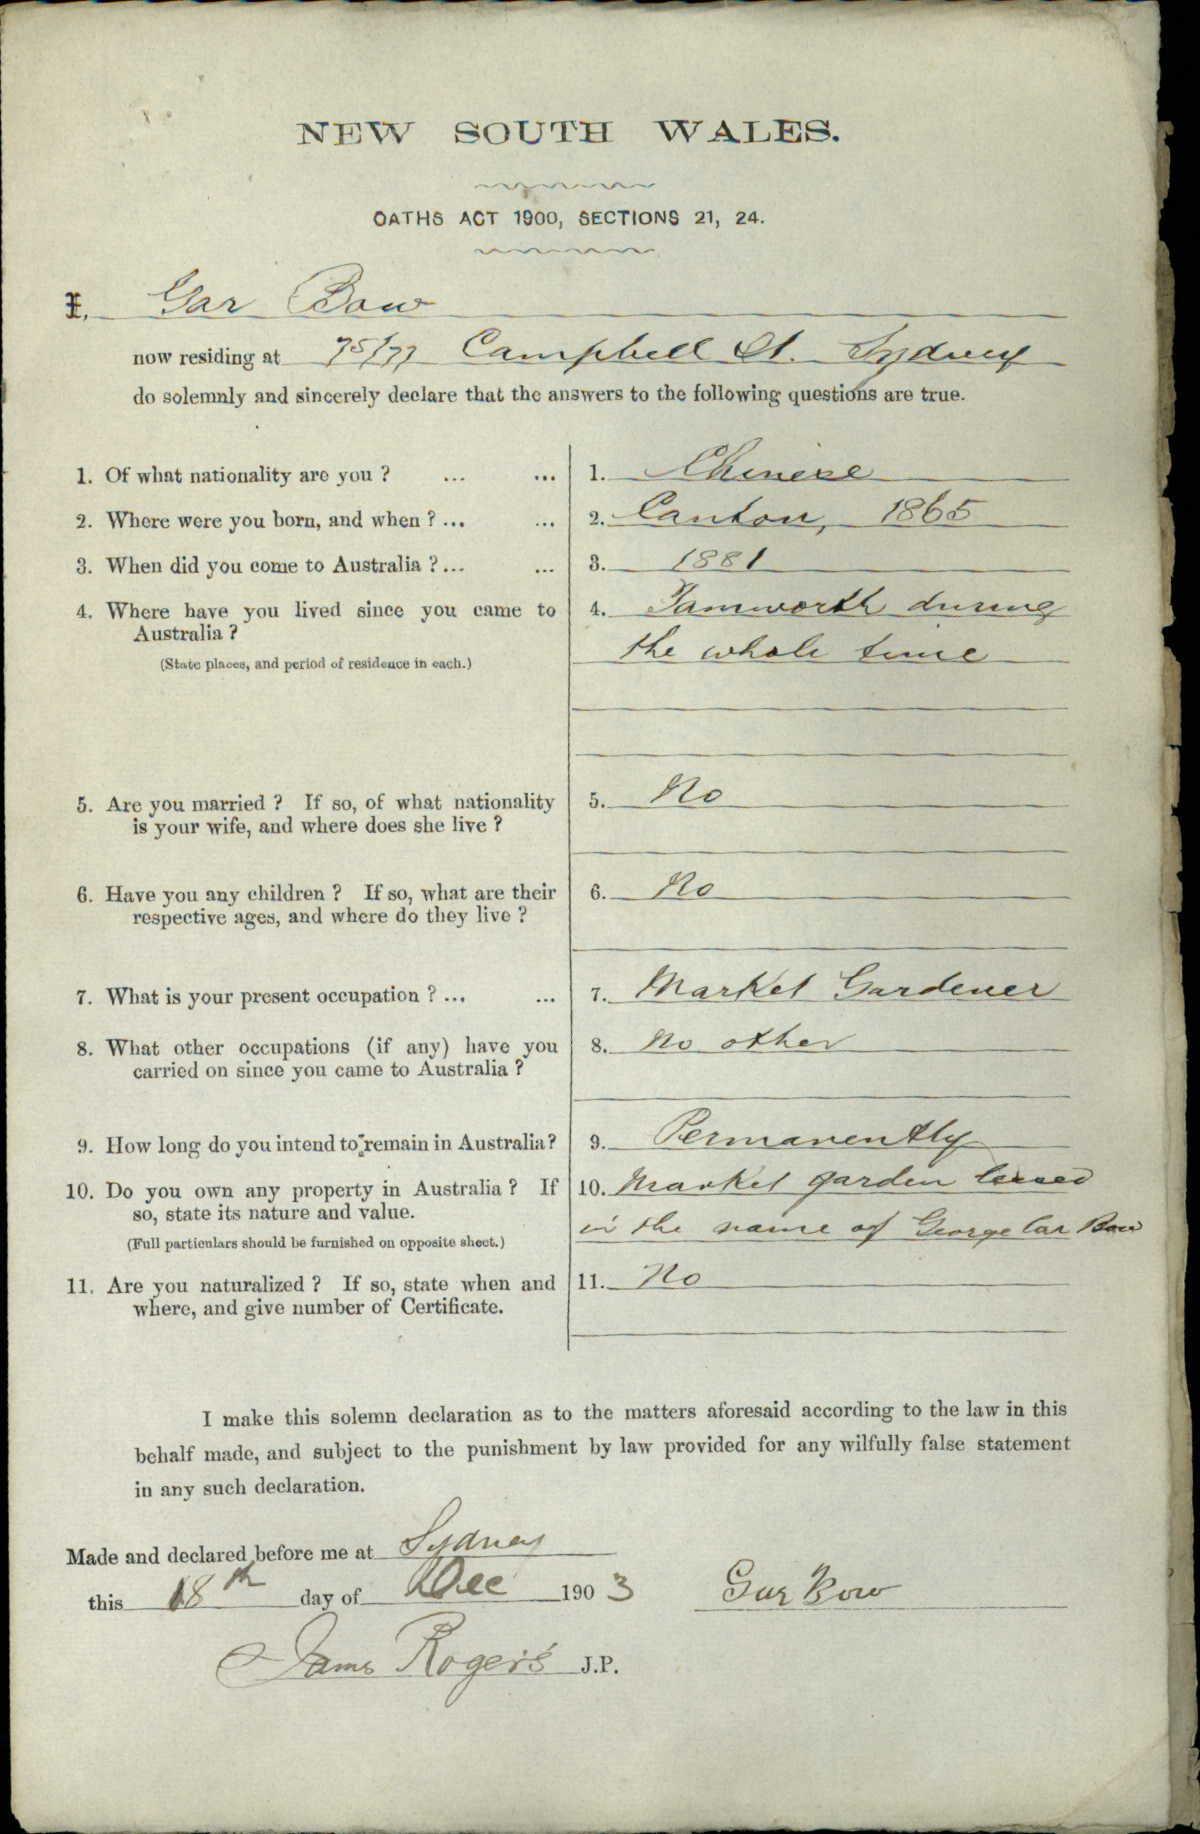 NEW SOUTH WALES.
OATHS ACT 1900, SECTIONS 21, 24.
I, Gar Bow
now residing at 75/77 Campbell St. Sydney
do solemnly and sincerely declare that the answers to the following questions are true.
1. Of what nationality are you ? ... ... 1. Chinese
2. Where were you born, and when ? ... ... 2. Canton, 1865
3. When did you come to Australia ? ... ... 3. 1881
4. Where have you lived since you came to 4. Tamworth during
Australia ?
the whole time
(State places, and period of residence in each.)
5. Are you married ? If so, of what nationality 5. No
is your wife, and where does she live ?
6. Have you any children ? If so, what are their 6. No
respective ages, and where do they live ?
7. What is your present occupation ? ... ... 7. Market Gardener
8. What other occupations (if any) have you 8. No other
carried on since you came to Australia ?
9. How long do you intend to remain in Australia? 9. Permanently
10. Do you own any property in Australia ? If 10. Market garden leased
so, state its nature and value. in the name of George Car Bow
(Full particulars should be furnished on opposite sheet.)
11. Are you naturalized ? If so, state when and 11. No
where, and give number of Certificate.
I make this solemn declaration as to the matters aforesaid according to the law in this
behalf made, and subject to the punishment by law provided for any wilfully false statement
in any such declaration.
Made and declared before me at Sydney
this 18th day of Dec 1903 Gar Bow
James Rogers J.P.